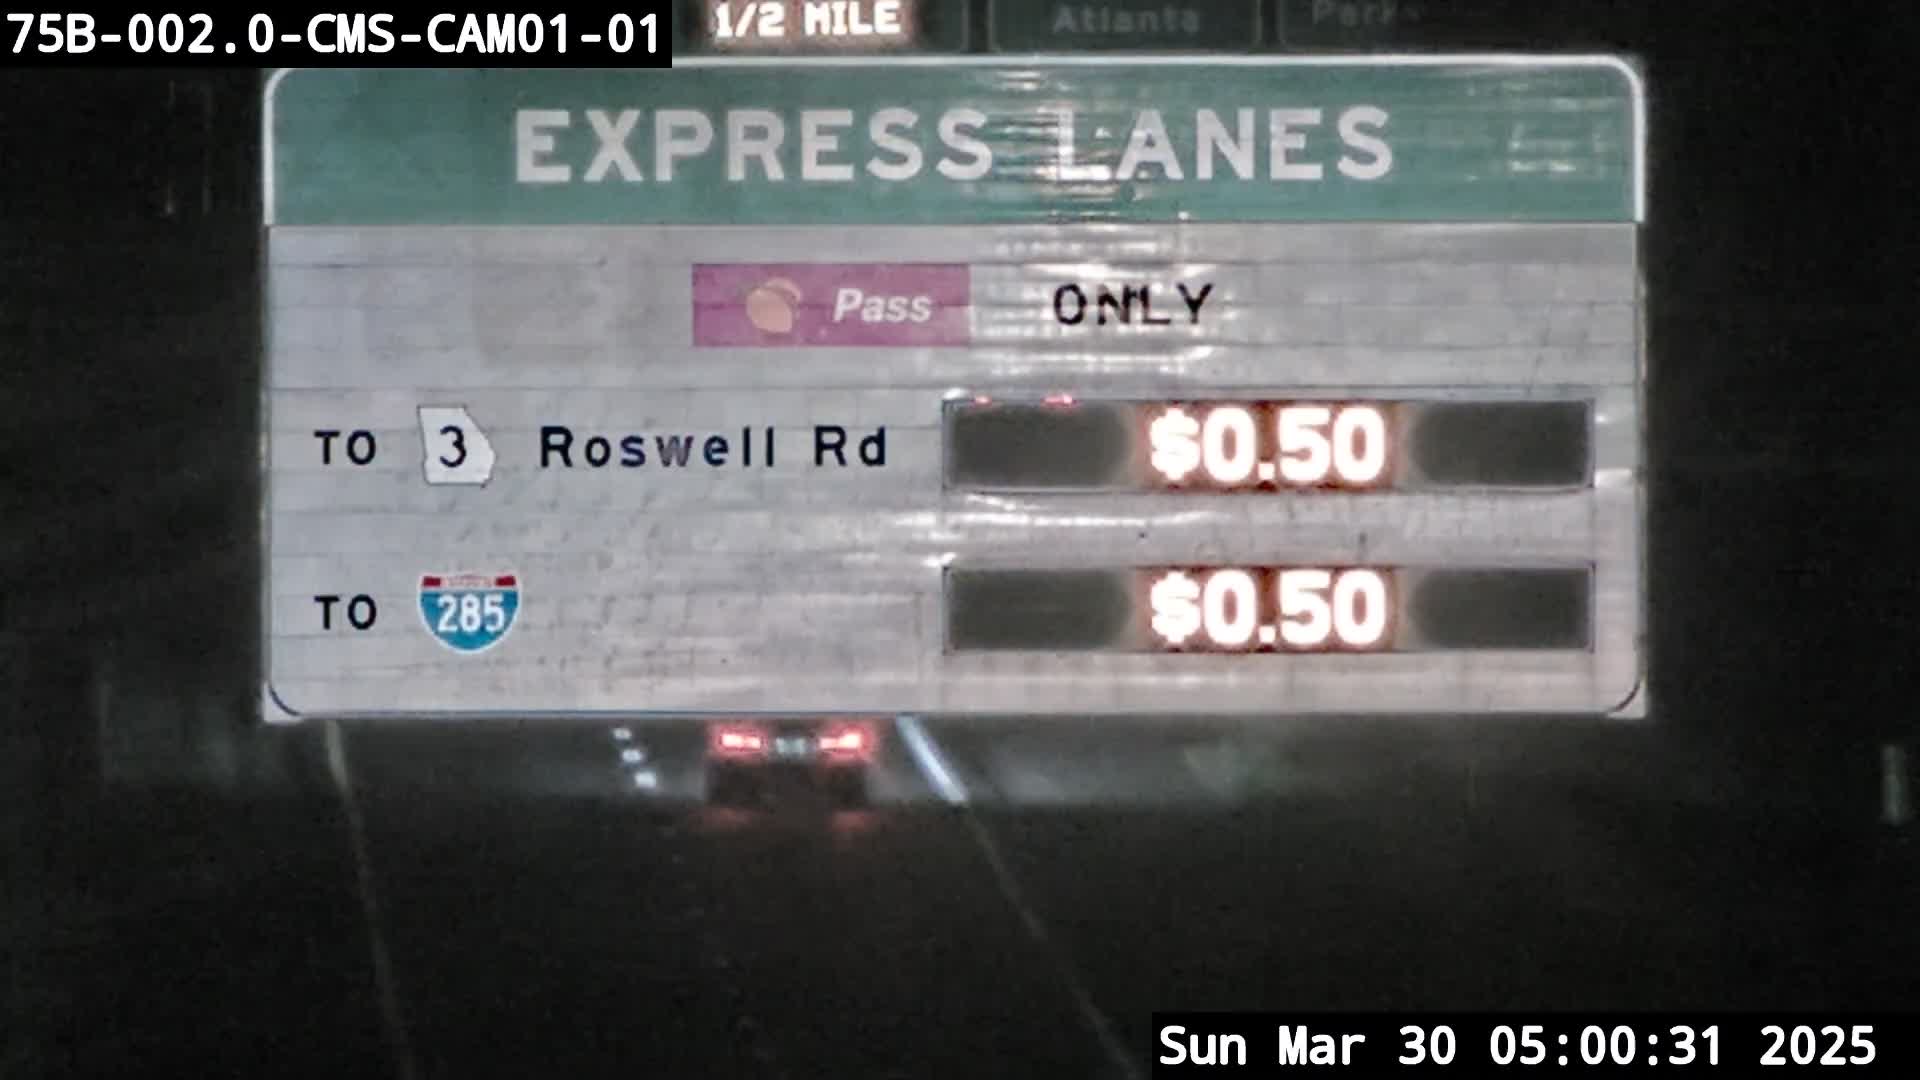 75B-002.0-CMS-CAM01-01
1/2 MILE
Atlanta
EXPRESS LANES
Pass ONLY
TO 3 Roswell Rd $0.50
TO 285 $0.50
Sun Mar 30 05:00:31 2025